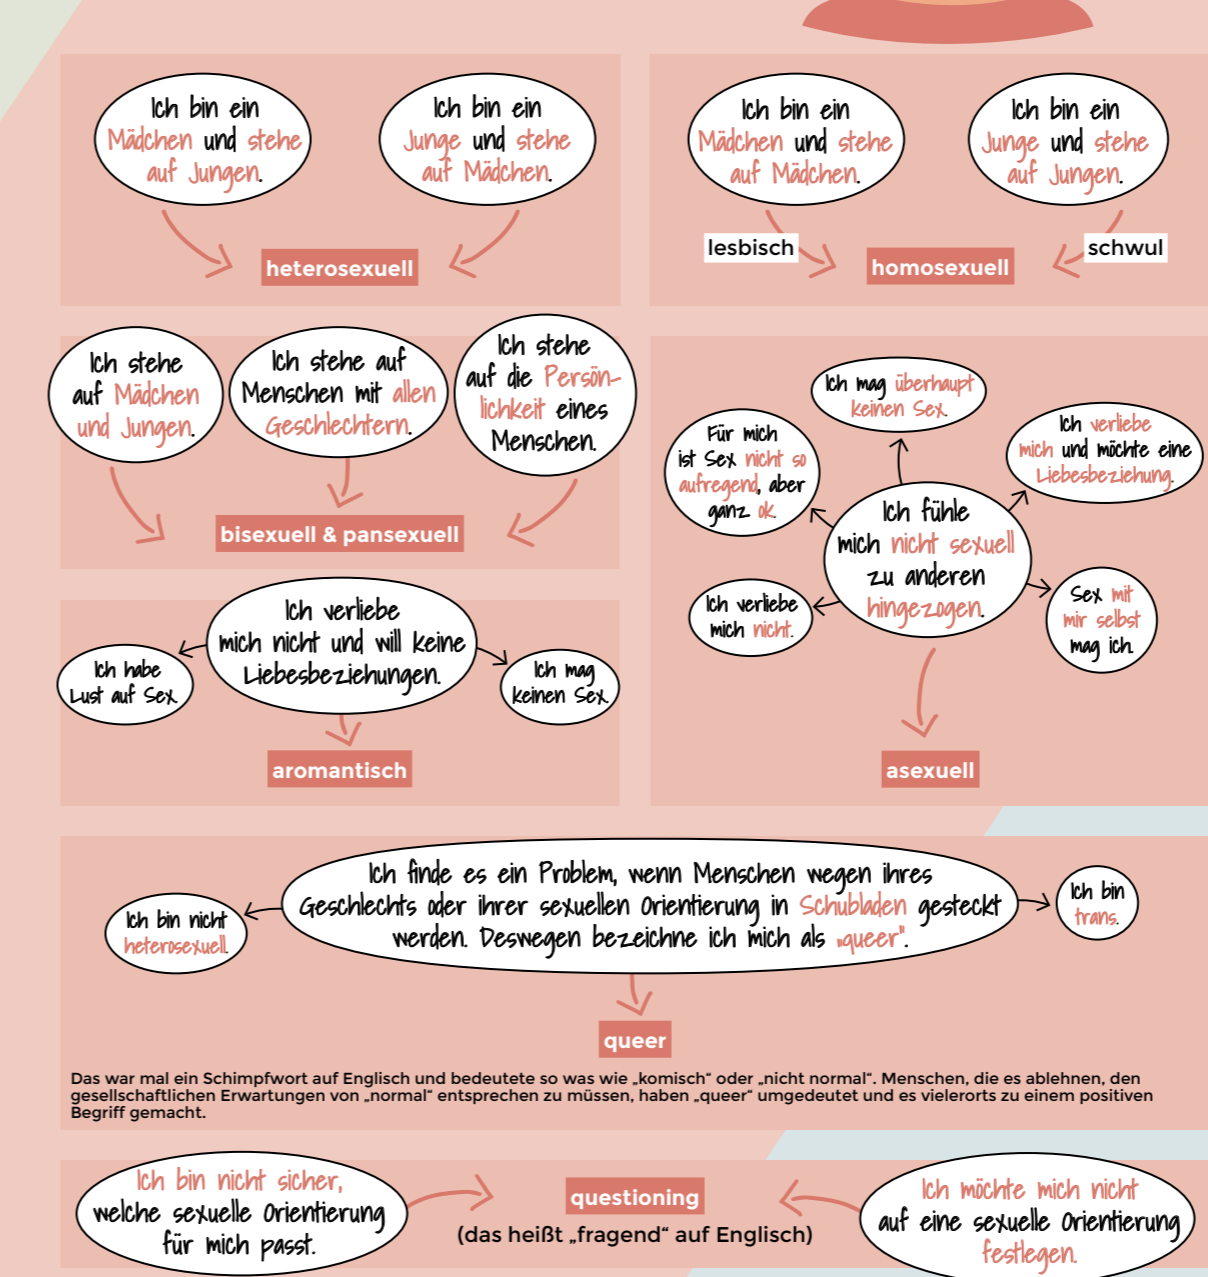 Ich bin ein
Mädchen und stehe
auf Jungen.
Ich bin ein
Junge und stehe
auf Mädchen.
heterosexuell
Ich bin ein
Mädchen und stehe
auf Mädchen.
Ich bin ein
Junge und stehe
auf Jungen.
lesbisch
schwul
homosexuell
Ich stehe
auf Mädchen
und Jungen.
Ich stehe auf
Menschen mit allen
Geschlechtern.
Ich stehe
auf die Persön-
lichkeit eines
Menschen.
bisexuell & pansexuell
Ich mag überhaupt
keinen Sex.
Für mich
ist Sex nicht so
aufregend, aber
ganz ok.
Ich verliebe
mich und möchte eine
Liebesbeziehung.
Ich fühle
mich nicht sexuell
zu anderen
hingezogen.
Ich verliebe
mich nicht.
Sex mit
mir selbst
mag ich.
asexuell
Ich verliebe
mich nicht und will keine
Liebesbeziehungen.
Ich habe
Lust auf Sex.
Ich mag
keinen Sex.
aromantisch
Ich finde es ein Problem, wenn Menschen wegen ihres
Geschlechts oder ihrer sexuellen Orientierung in Schubladen gesteckt
werden. Deswegen bezeichne ich mich als „queer".
Ich bin nicht
heterosexuell.
Ich bin
trans.
queer
Das war mal ein Schimpfwort auf Englisch und bedeutete so was wie „komisch“ oder „nicht normal“. Menschen, die es ablehnen, den
gesellschaftlichen Erwartungen von „normal“ entsprechen zu müssen, haben „queer“ umgedeutet und es vielerorts zu einem positiven
Begriff gemacht.
Ich bin nicht sicher,
welche sexuelle Orientierung
für mich passt.
questioning
(das heißt „fragend“ auf Englisch)
Ich möchte mich nicht
auf eine sexuelle Orientierung
festlegen.